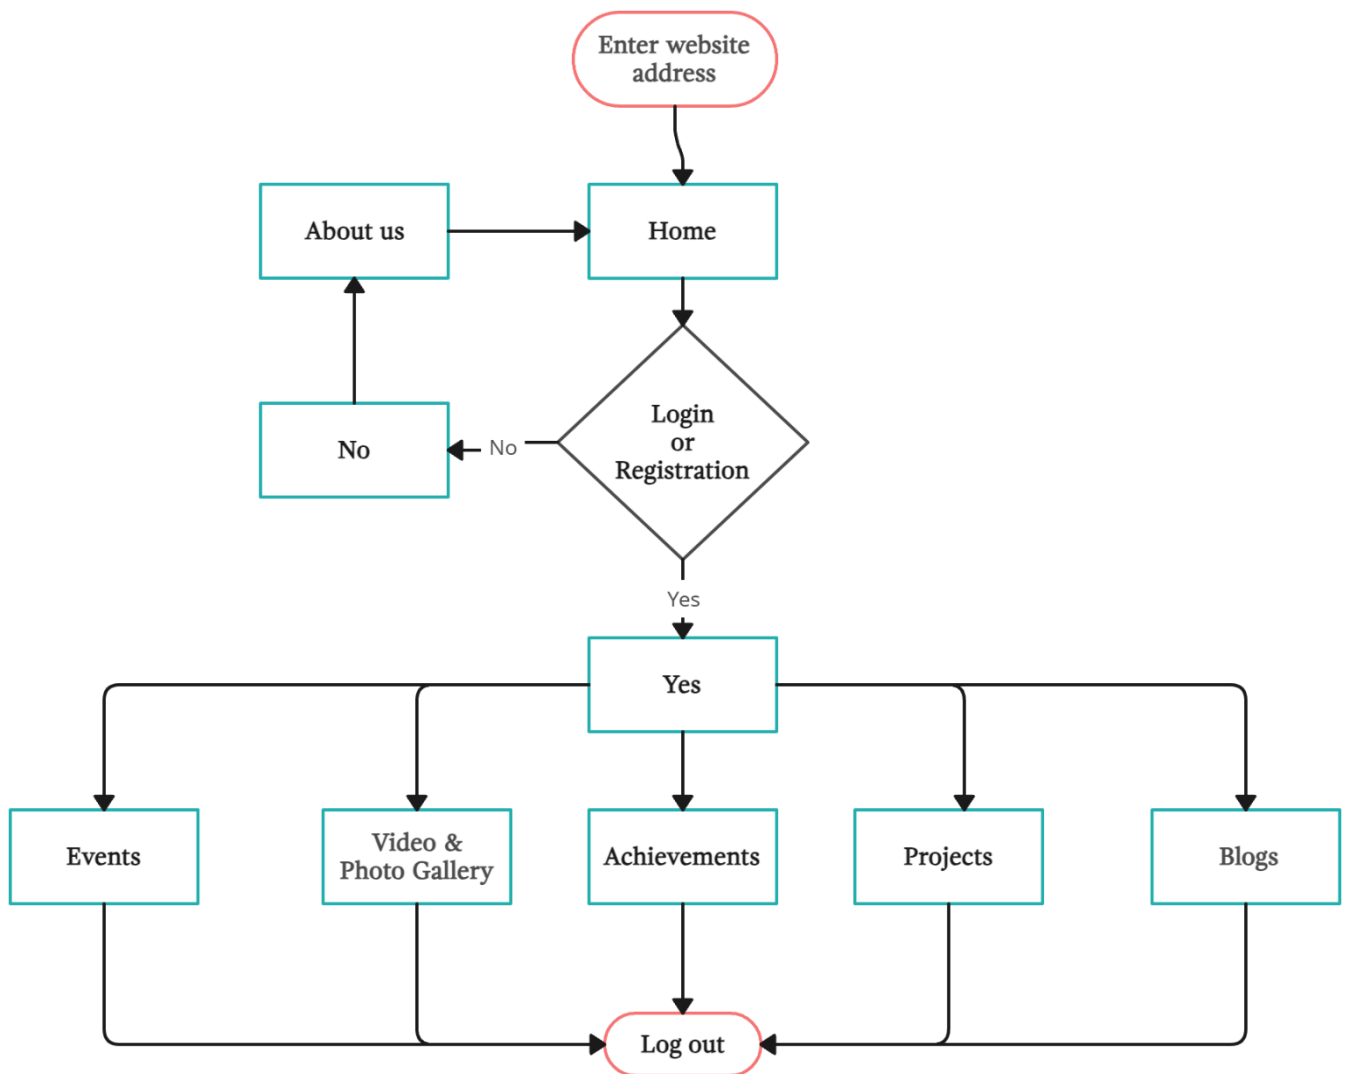 Enter website
address
About us
Home
Login
or
Registration
No
No
Yes
Yes
Events
Video &
Photo Gallery
Achievements
Projects
Blogs
Log out